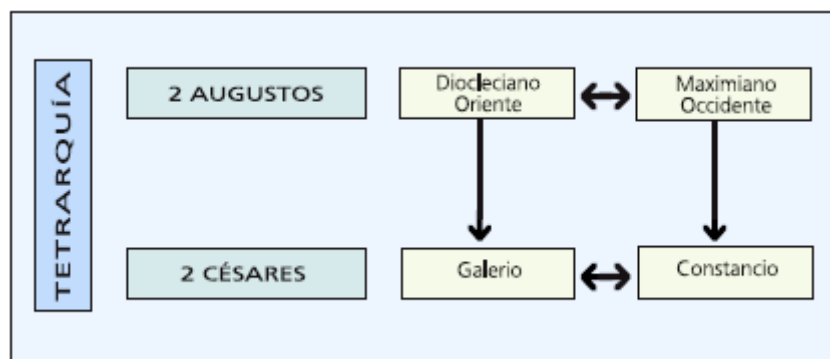 TETRARQUÍA
2 AUGUSTOS
Diocleciano
Oriente
Maximiano
Occidente
2 CÉSARES
Galerio
Constancio